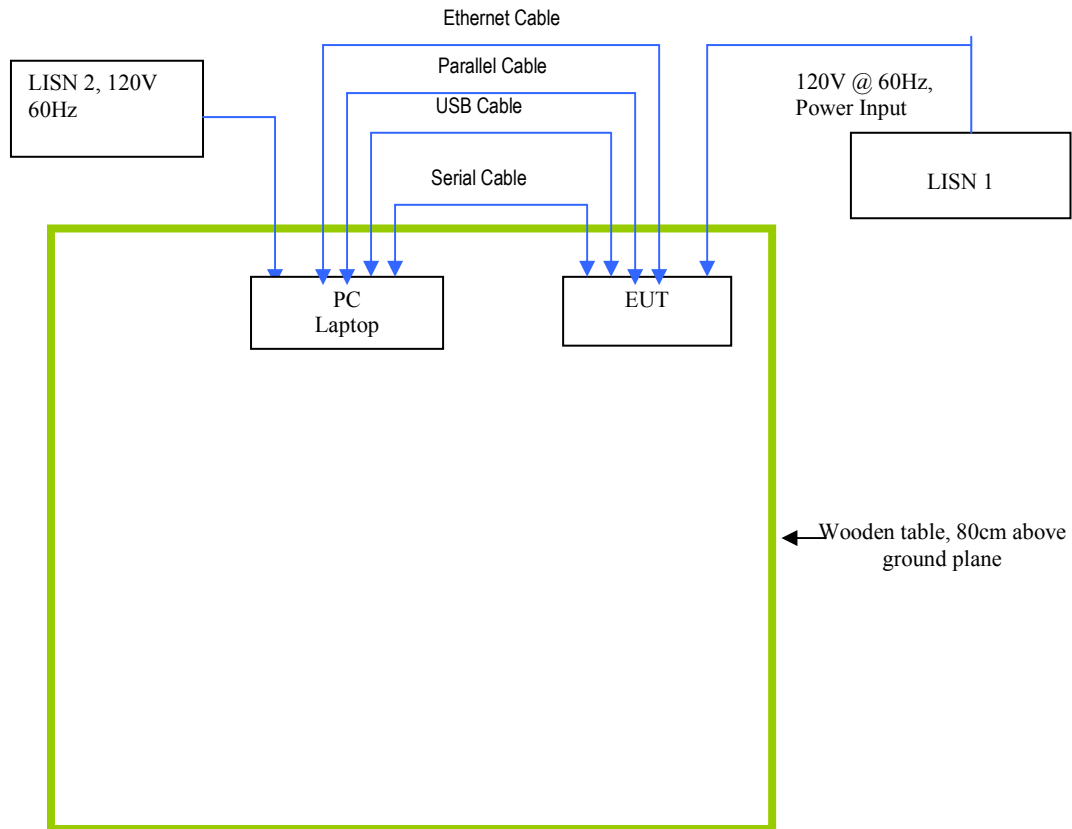 Ethernet Cable
LISN 2, 120V
60Hz
Parallel Cable
USB Cable
Serial Cable
120V @ 60Hz,
Power Input
LISN 1
PC
Laptop
EUT
Wooden table, 80cm above
ground plane